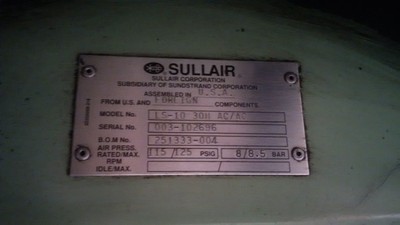 SULLAIR
SULLAIR CORPORATION
SUBSIDIARY OF SUNDSTRAND CORPORATION
ASSEMBLED IN U.S.A.
FROM U.S. AND FOREIGN COMPONENTS.
MODEL No. LS-10 30H AC/AC
SERIAL No. 003-102696
B.O.M No. 251333-004
AIR PRESS.
RATED/MAX. 115/125 PSIG 8/8.5 BAR
RPM
IDLE/MAX. /